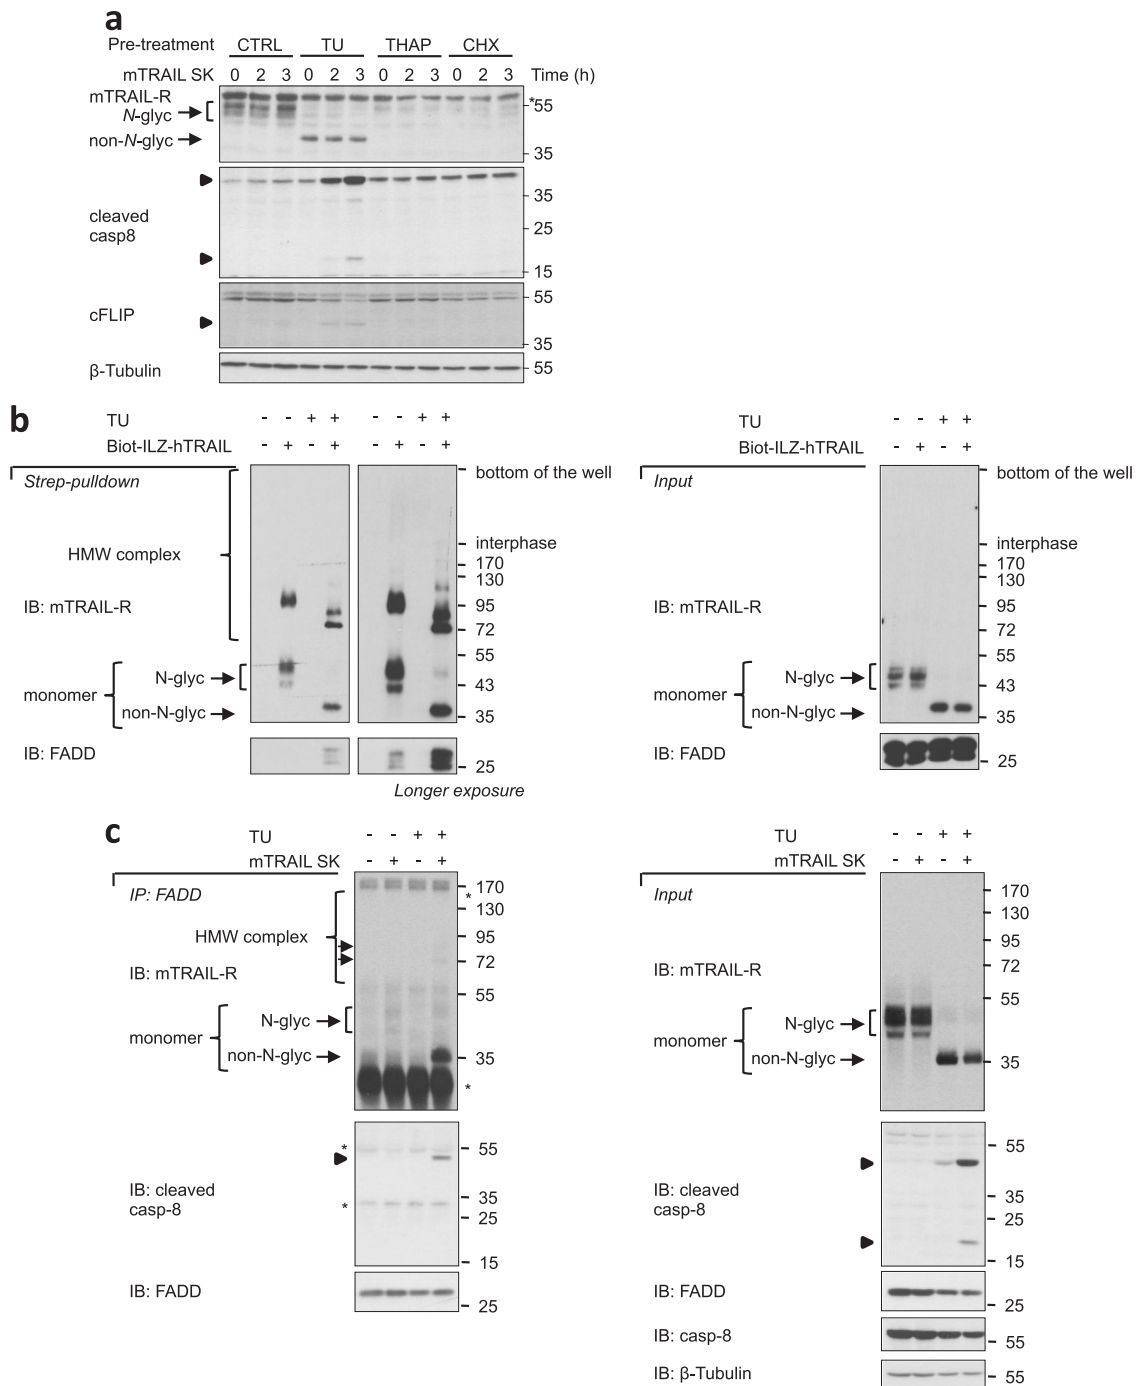 a
Pre-treatment CTRL TU THAP CHX
mTRAIL SK 0 2 3 0 2 3 0 2 3 0 2 3 Time (h)
mTRAIL-R
N-glyc
non-N-glyc
* 55
35
cleaved
casp8
35
25
15
cFLIP
55
35
β-Tubulin
55
b
TU - - + + - - + +
Biot-ILZ-hTRAIL - + - + - + - +
Strep-pulldown
bottom of the well
HMW complex
interphase
170
130
IB: mTRAIL-R
95
72
55
monomer N-glyc
43
non-N-glyc
35
IB: FADD
25
Longer exposure
TU - - + +
Biot-ILZ-hTRAIL - + - +
Input
bottom of the well
interphase
170
130
IB: mTRAIL-R
95
72
55
monomer N-glyc
43
non-N-glyc
35
IB: FADD
25
c
TU - - + +
mTRAIL SK - + - +
IP: FADD
170
*
130
HMW complex
95
IB: mTRAIL-R
72
55
monomer N-glyc
non-N-glyc
35
*
* 55
IB: cleaved
casp-8
35
*
25
15
IB: FADD
25
TU - - + +
mTRAIL SK - + - +
Input
170
130
95
IB: mTRAIL-R
72
55
monomer N-glyc
non-N-glyc
35
55
IB: cleaved
casp-8
35
25
15
IB: FADD
25
IB: casp-8
55
IB: β-Tubulin
55